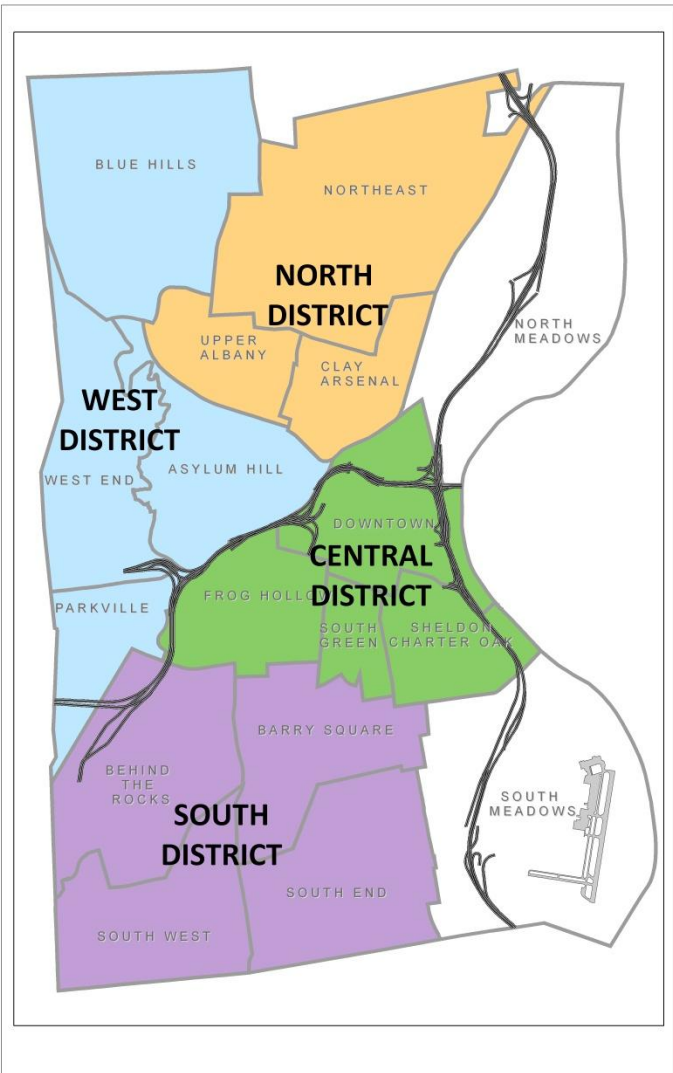 BLUE HILLS
NORTHEAST
NORTH
DISTRICT
NORTH
MEADOWS
UPPER
ALBANY
CLAY
ARSENAL
WEST
DISTRICT
WEST END
ASYLUM HILL
DOWNTOWN
CENTRAL
DISTRICT
FROG HOLLOW
PARKVILLE
SOUTH
GREEN
SHELDON
CHARTER OAK
BARRY SQUARE
BEHIND
THE
ROCKS
SOUTH
DISTRICT
SOUTH
MEADOWS
SOUTH END
SOUTH WEST